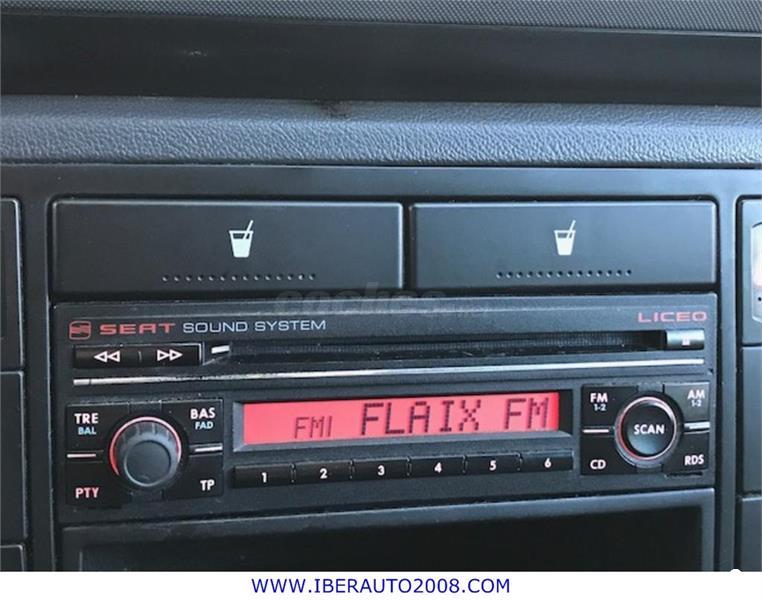 SEAT SOUND SYSTEM LICEO
FM1 FLAIX FM
TRE BAS
BAL FAD
PTY TP
1 2 3 4 5 6
FM AM
1-2 1-2
SCAN
CD RDS
WWW.IBERAUTO2008.COM